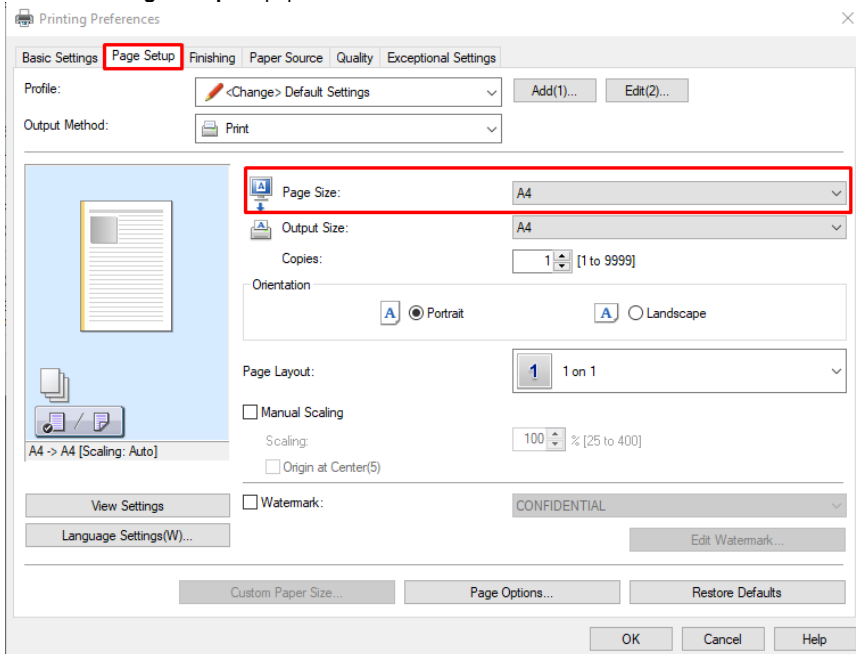 Printing Preferences
Basic Settings Page Setup Finishing Paper Source Quality Exceptional Settings
Profile: <Change> Default Settings Add(1)... Edit(2)...
Output Method: Print
Page Size: A4
Output Size: A4
Copies: 1 [1 to 9999]
Orientation
A Portrait A Landscape
Page Layout: 1 1 on 1
Manual Scaling
Scaling: 100 % [25 to 400]
Origin at Center(5)
A4 -> A4 [Scaling: Auto]
View Settings
Language Settings(W)...
Watermark: CONFIDENTIAL
Edit Watermark...
Custom Paper Size... Page Options... Restore Defaults
OK Cancel Help